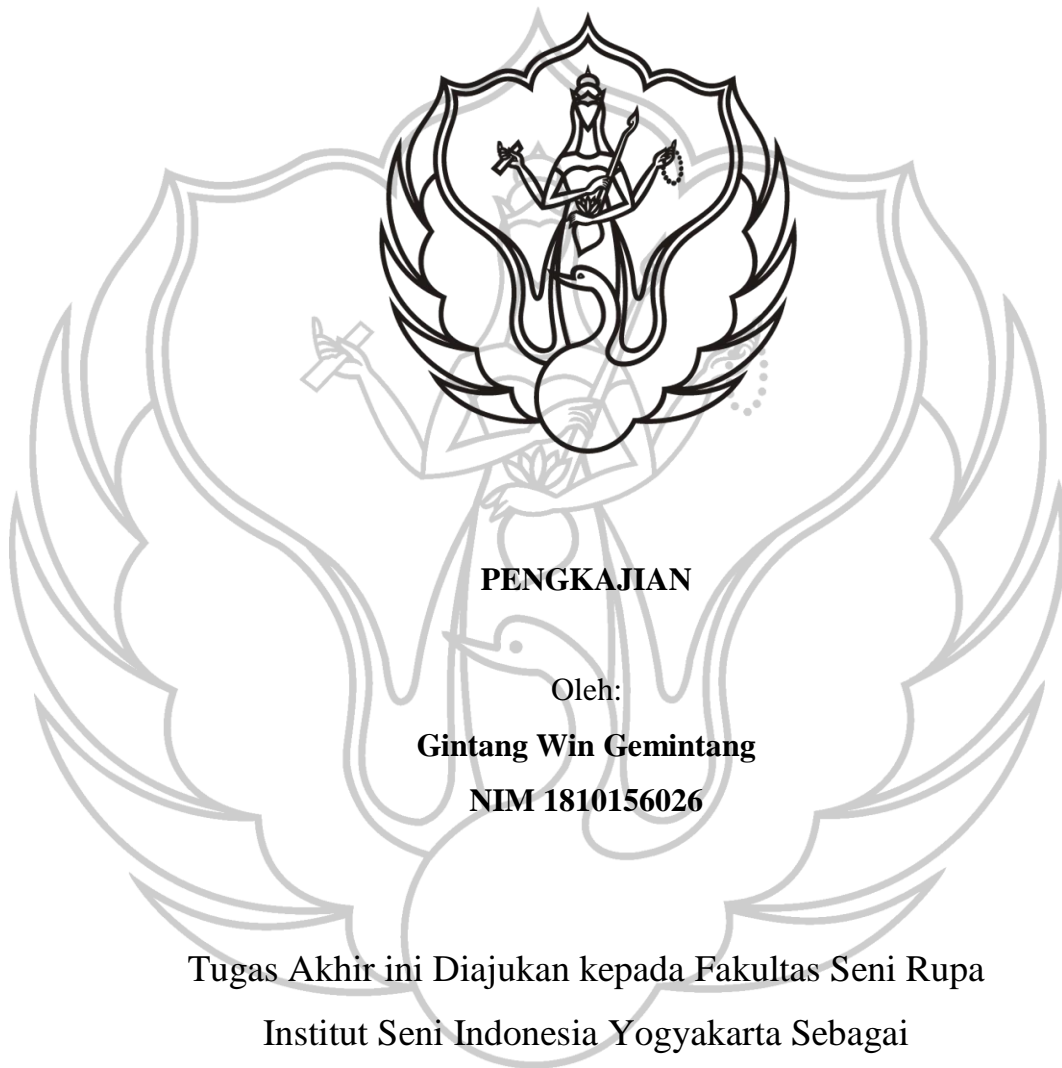 PENGKAJIAN
Oleh:
Gintang Win Gemintang
NIM 1810156026
Tugas Akhir ini Diajukan kepada Fakultas Seni Rupa
Institut Seni Indonesia Yogyakarta Sebagai